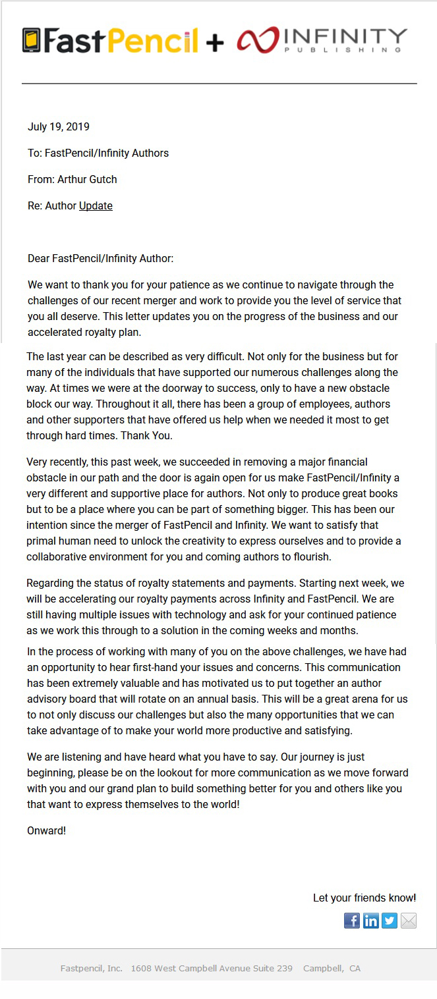 FastPencil + INFINITY
PUBLISHING
July 19, 2019
To: FastPencil/Infinity Authors
From: Arthur Gutch
Re: Author Update
Dear FastPencil/Infinity Author:
We want to thank you for your patience as we continue to navigate through the
challenges of our recent merger and work to provide you the level of service that
you all deserve. This letter updates you on the progress of the business and our
accelerated royalty plan.
The last year can be described as very difficult. Not only for the business but for
many of the individuals that have supported our numerous challenges along the
way. At times we were at the doorway to success, only to have a new obstacle
block our way. Throughout it all, there has been a group of employees, authors
and other supporters that have offered us help when we needed it most to get
through hard times. Thank You.
Very recently, this past week, we succeeded in removing a major financial
obstacle in our path and the door is again open for us make FastPencil/Infinity a
very different and supportive place for authors. Not only to produce great books
but to be a place where you can be part of something bigger. This has been our
intention since the merger of FastPencil and Infinity. We want to satisfy that
primal human need to unlock the creativity to express ourselves and to provide a
collaborative environment for you and coming authors to flourish.
Regarding the status of royalty statements and payments. Starting next week, we
will be accelerating our royalty payments across Infinity and FastPencil. We are
still having multiple issues with technology and ask for your continued patience
as we work this through to a solution in the coming weeks and months.
In the process of working with many of you on the above challenges, we have had
an opportunity to hear first-hand your issues and concerns. This communication
has been extremely valuable and has motivated us to put together an author
advisory board that will rotate on an annual basis. This will be a great arena for us
to not only discuss our challenges but also the many opportunities that we can
take advantage of to make your world more productive and satisfying.
We are listening and have heard what you have to say. Our journey is just
beginning, please be on the lookout for more communication as we move forward
with you and our grand plan to build something better for you and others like you
that want to express themselves to the world!
Onward!
Let your friends know!
f in
Fastpencil, Inc. 1608 West Campbell Avenue Suite 239 Campbell, CA